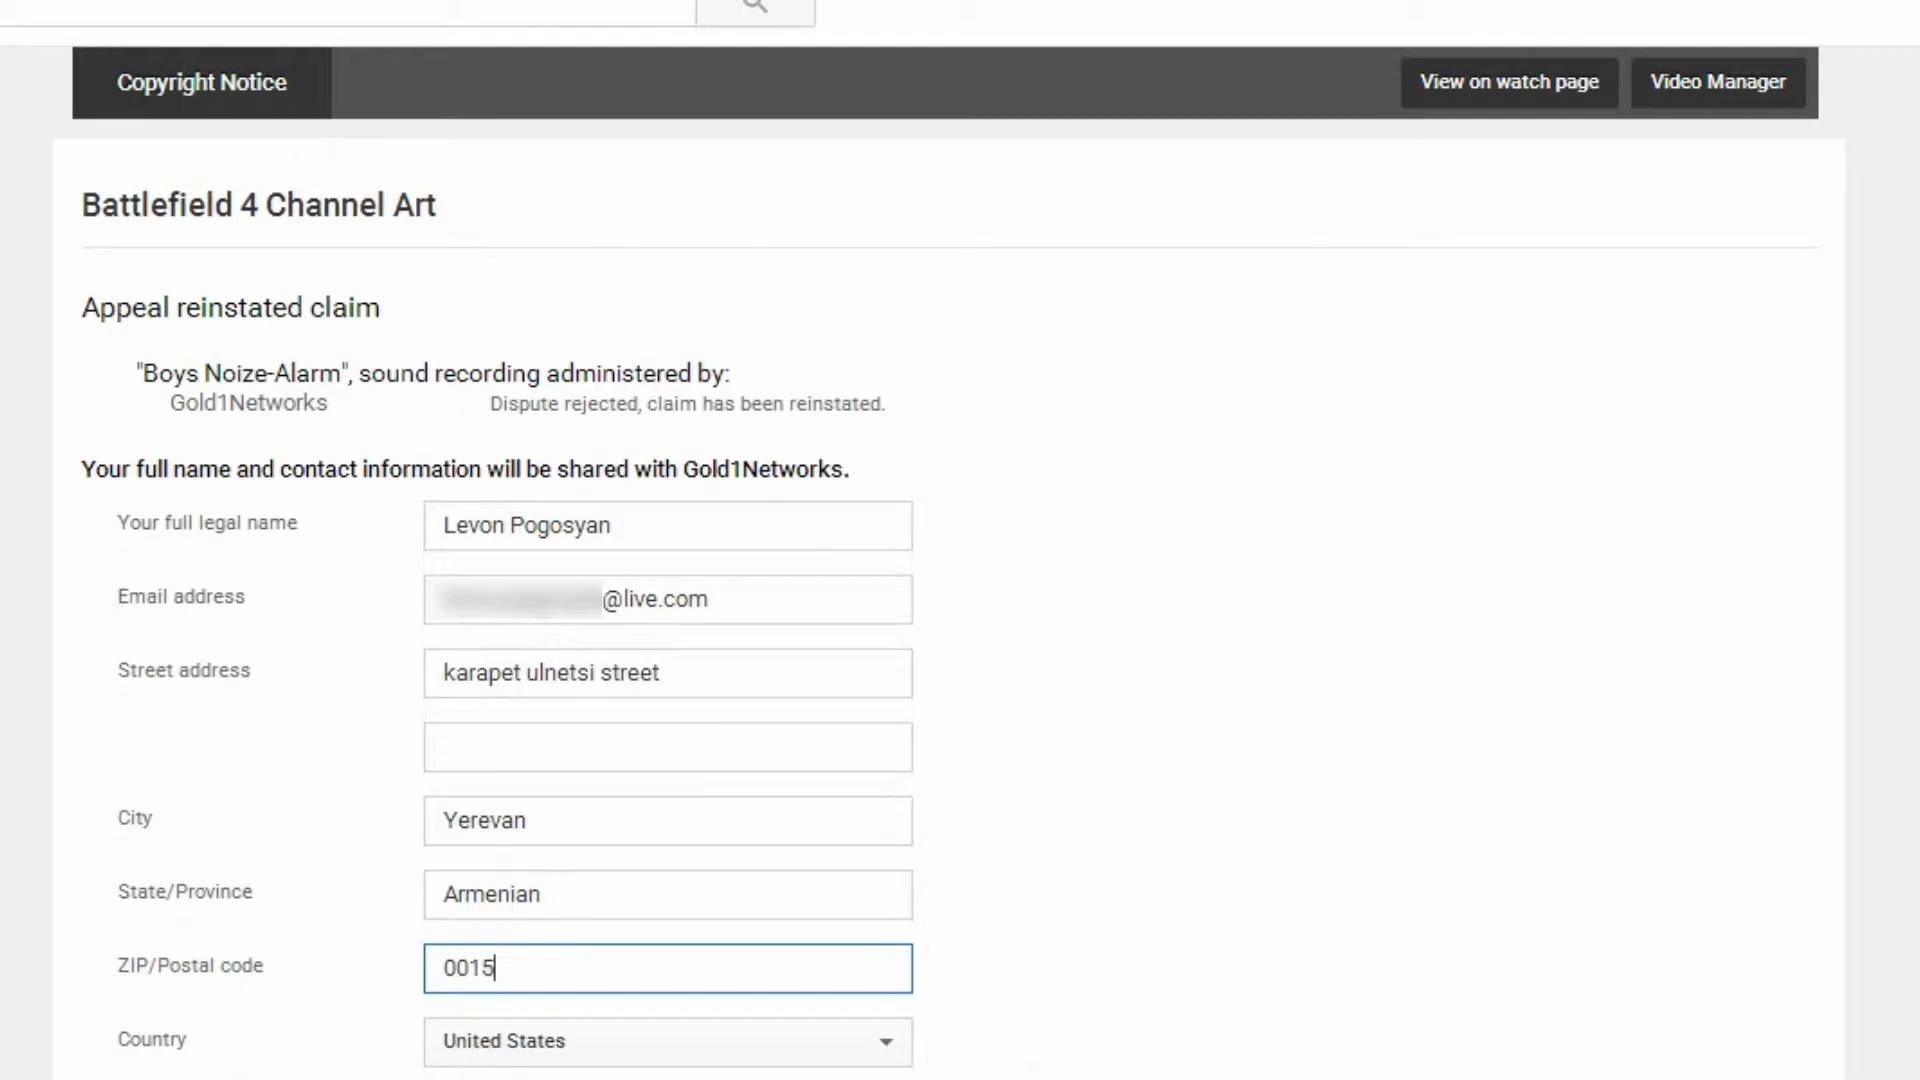 Copyright Notice
View on watch page
Video Manager
Battlefield 4 Channel Art
Appeal reinstated claim
"Boys Noize-Alarm", sound recording administered by:
Gold1Networks
Dispute rejected, claim has been reinstated.
Your full name and contact information will be shared with Gold1Networks.
Your full legal name
Levon Pogosyan
Email address
@live.com
Street address
karapet ulnetsi street
City
Yerevan
State/Province
Armenian
ZIP/Postal code
0015
Country
United States